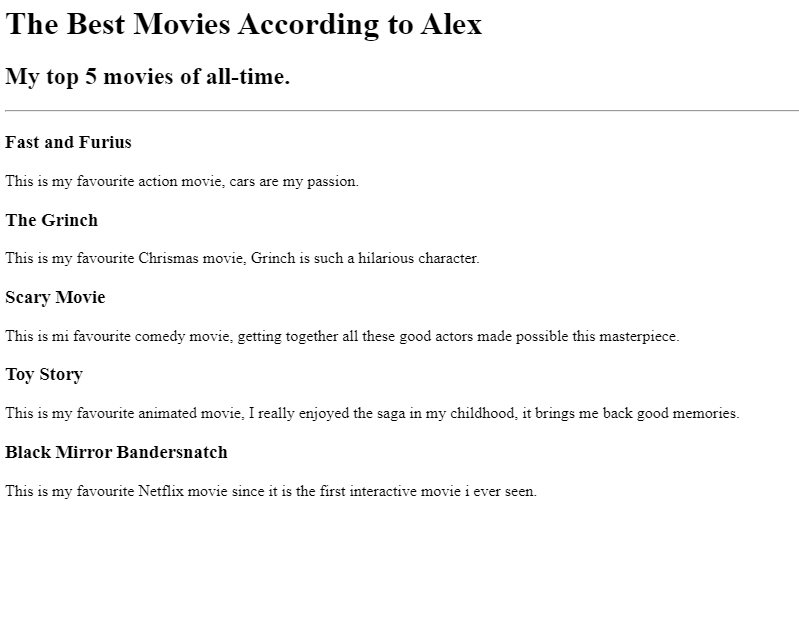 The Best Movies According to Alex
My top 5 movies of all-time.
Fast and Furius
This is my favourite action movie, cars are my passion.
The Grinch
This is my favourite Chrismas movie, Grinch is such a hilarious character.
Scary Movie
This is mi favourite comedy movie, getting together all these good actors made possible this masterpiece.
Toy Story
This is my favourite animated movie, I really enjoyed the saga in my childhood, it brings me back good memories.
Black Mirror Bandersnatch
This is my favourite Netflix movie since it is the first interactive movie i ever seen.